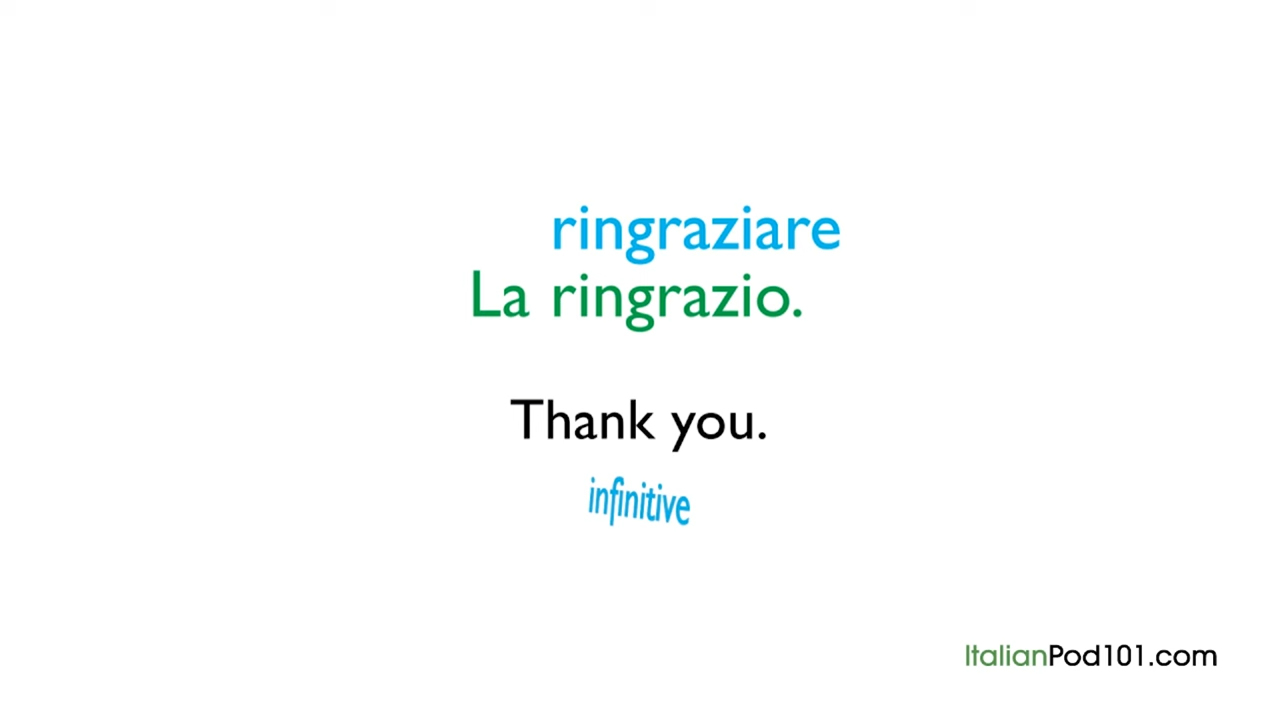 ringraziare
La ringrazio.
Thank you.
infinitive
ItalianPod101.com